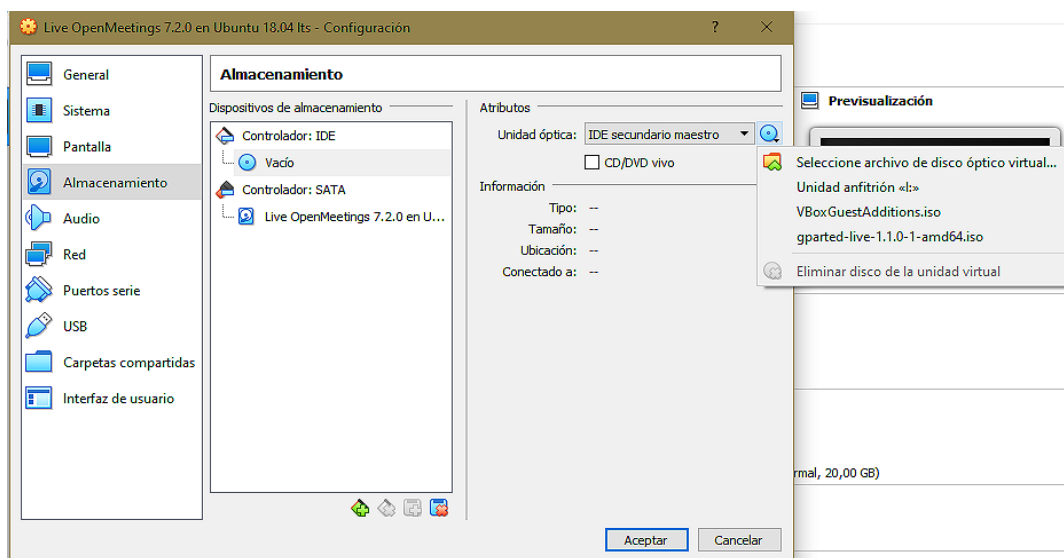 Live OpenMeetings 7.2.0 en Ubuntu 18.04 lts - Configuración
?
General
Sistema
Pantalla
Almacenamiento
Audio
Red
Puertos serie
USB
Carpetas compartidas
Interfaz de usuario
Almacenamiento
Dispositivos de almacenamiento
Controlador: IDE
Vacío
Controlador: SATA
Live OpenMeetings 7.2.0 en U...
Atributos
Unidad óptica: IDE secundario maestro
CD/DVD vivo
Información
Tipo: --
Tamaño: --
Ubicación: --
Conectado a: --
Previsualización
Seleccione archivo de disco óptico virtual...
Unidad anfitrión «I:»
VBoxGuestAdditions.iso
gparted-live-1.1.0-1-amd64.iso
Eliminar disco de la unidad virtual
rmal, 20,00 GB)
Aceptar Cancelar